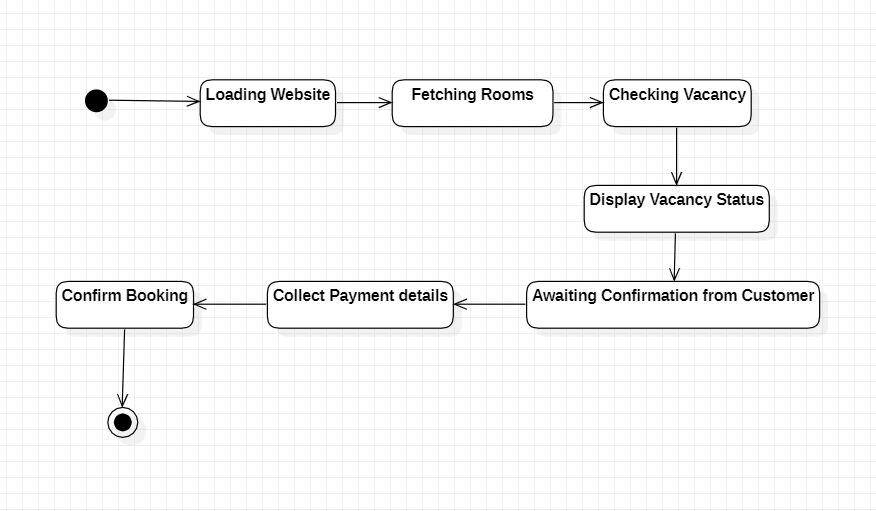 Loading Website
Fetching Rooms
Checking Vacancy
Display Vacancy Status
Awaiting Confirmation from Customer
Collect Payment details
Confirm Booking